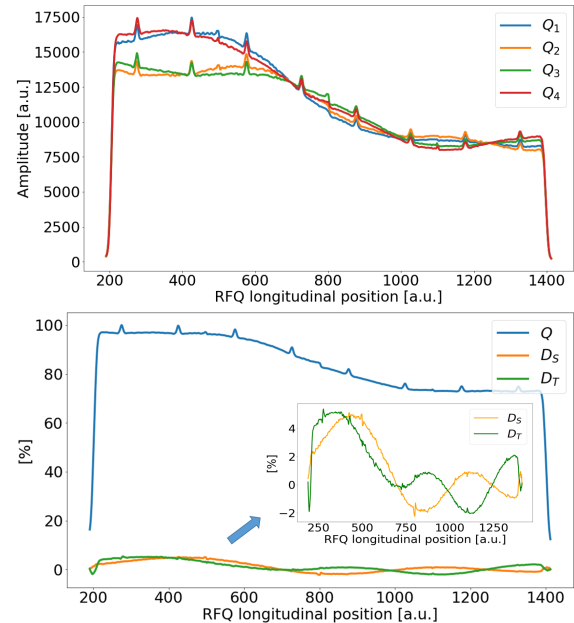 17500
15000
12500
10000
7500
5000
2500
0
Amplitude [a.u.]
Q1
Q2
Q3
Q4
200 400 600 800 1000 1200 1400
RFQ longitudinal position [a.u.]
100
80
60
40
20
0
[%]
Q
DS
DT
4
2
0
−2
[%]
DS
DT
250 500 750 1000 1250
RFQ longitudinal position [a.u.]
200 400 600 800 1000 1200 1400
RFQ longitudinal position [a.u.]